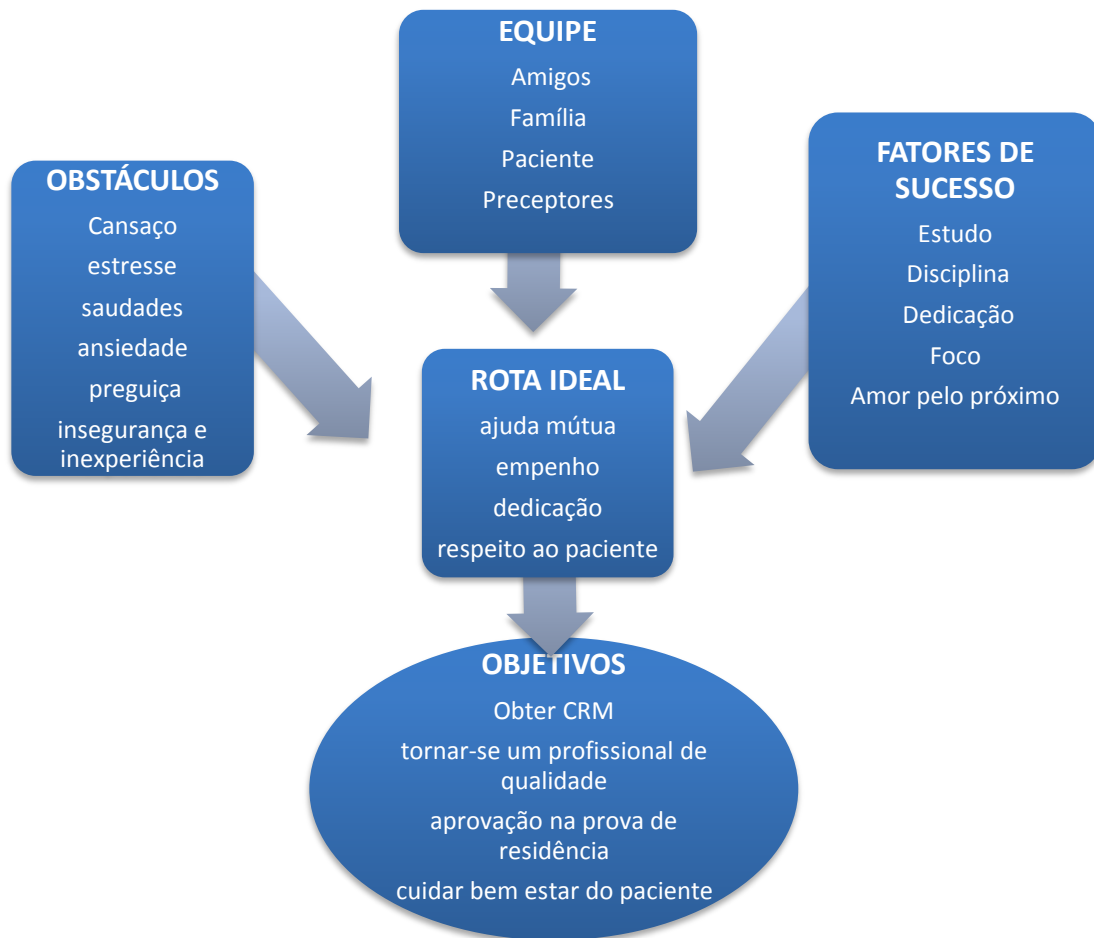 EQUIPE
Amigos
Família
Paciente
Preceptores
OBSTÁCULOS
Cansaço
estresse
saudades
ansiedade
preguiça
insegurança e
inexperiência
FATORES DE
SUCESSO
Estudo
Disciplina
Dedicação
Foco
Amor pelo próximo
ROTA IDEAL
ajuda mútua
empenho
dedicação
respeito ao paciente
OBJETIVOS
Obter CRM
tornar-se um profissional de
qualidade
aprovação na prova de
residência
cuidar bem estar do paciente